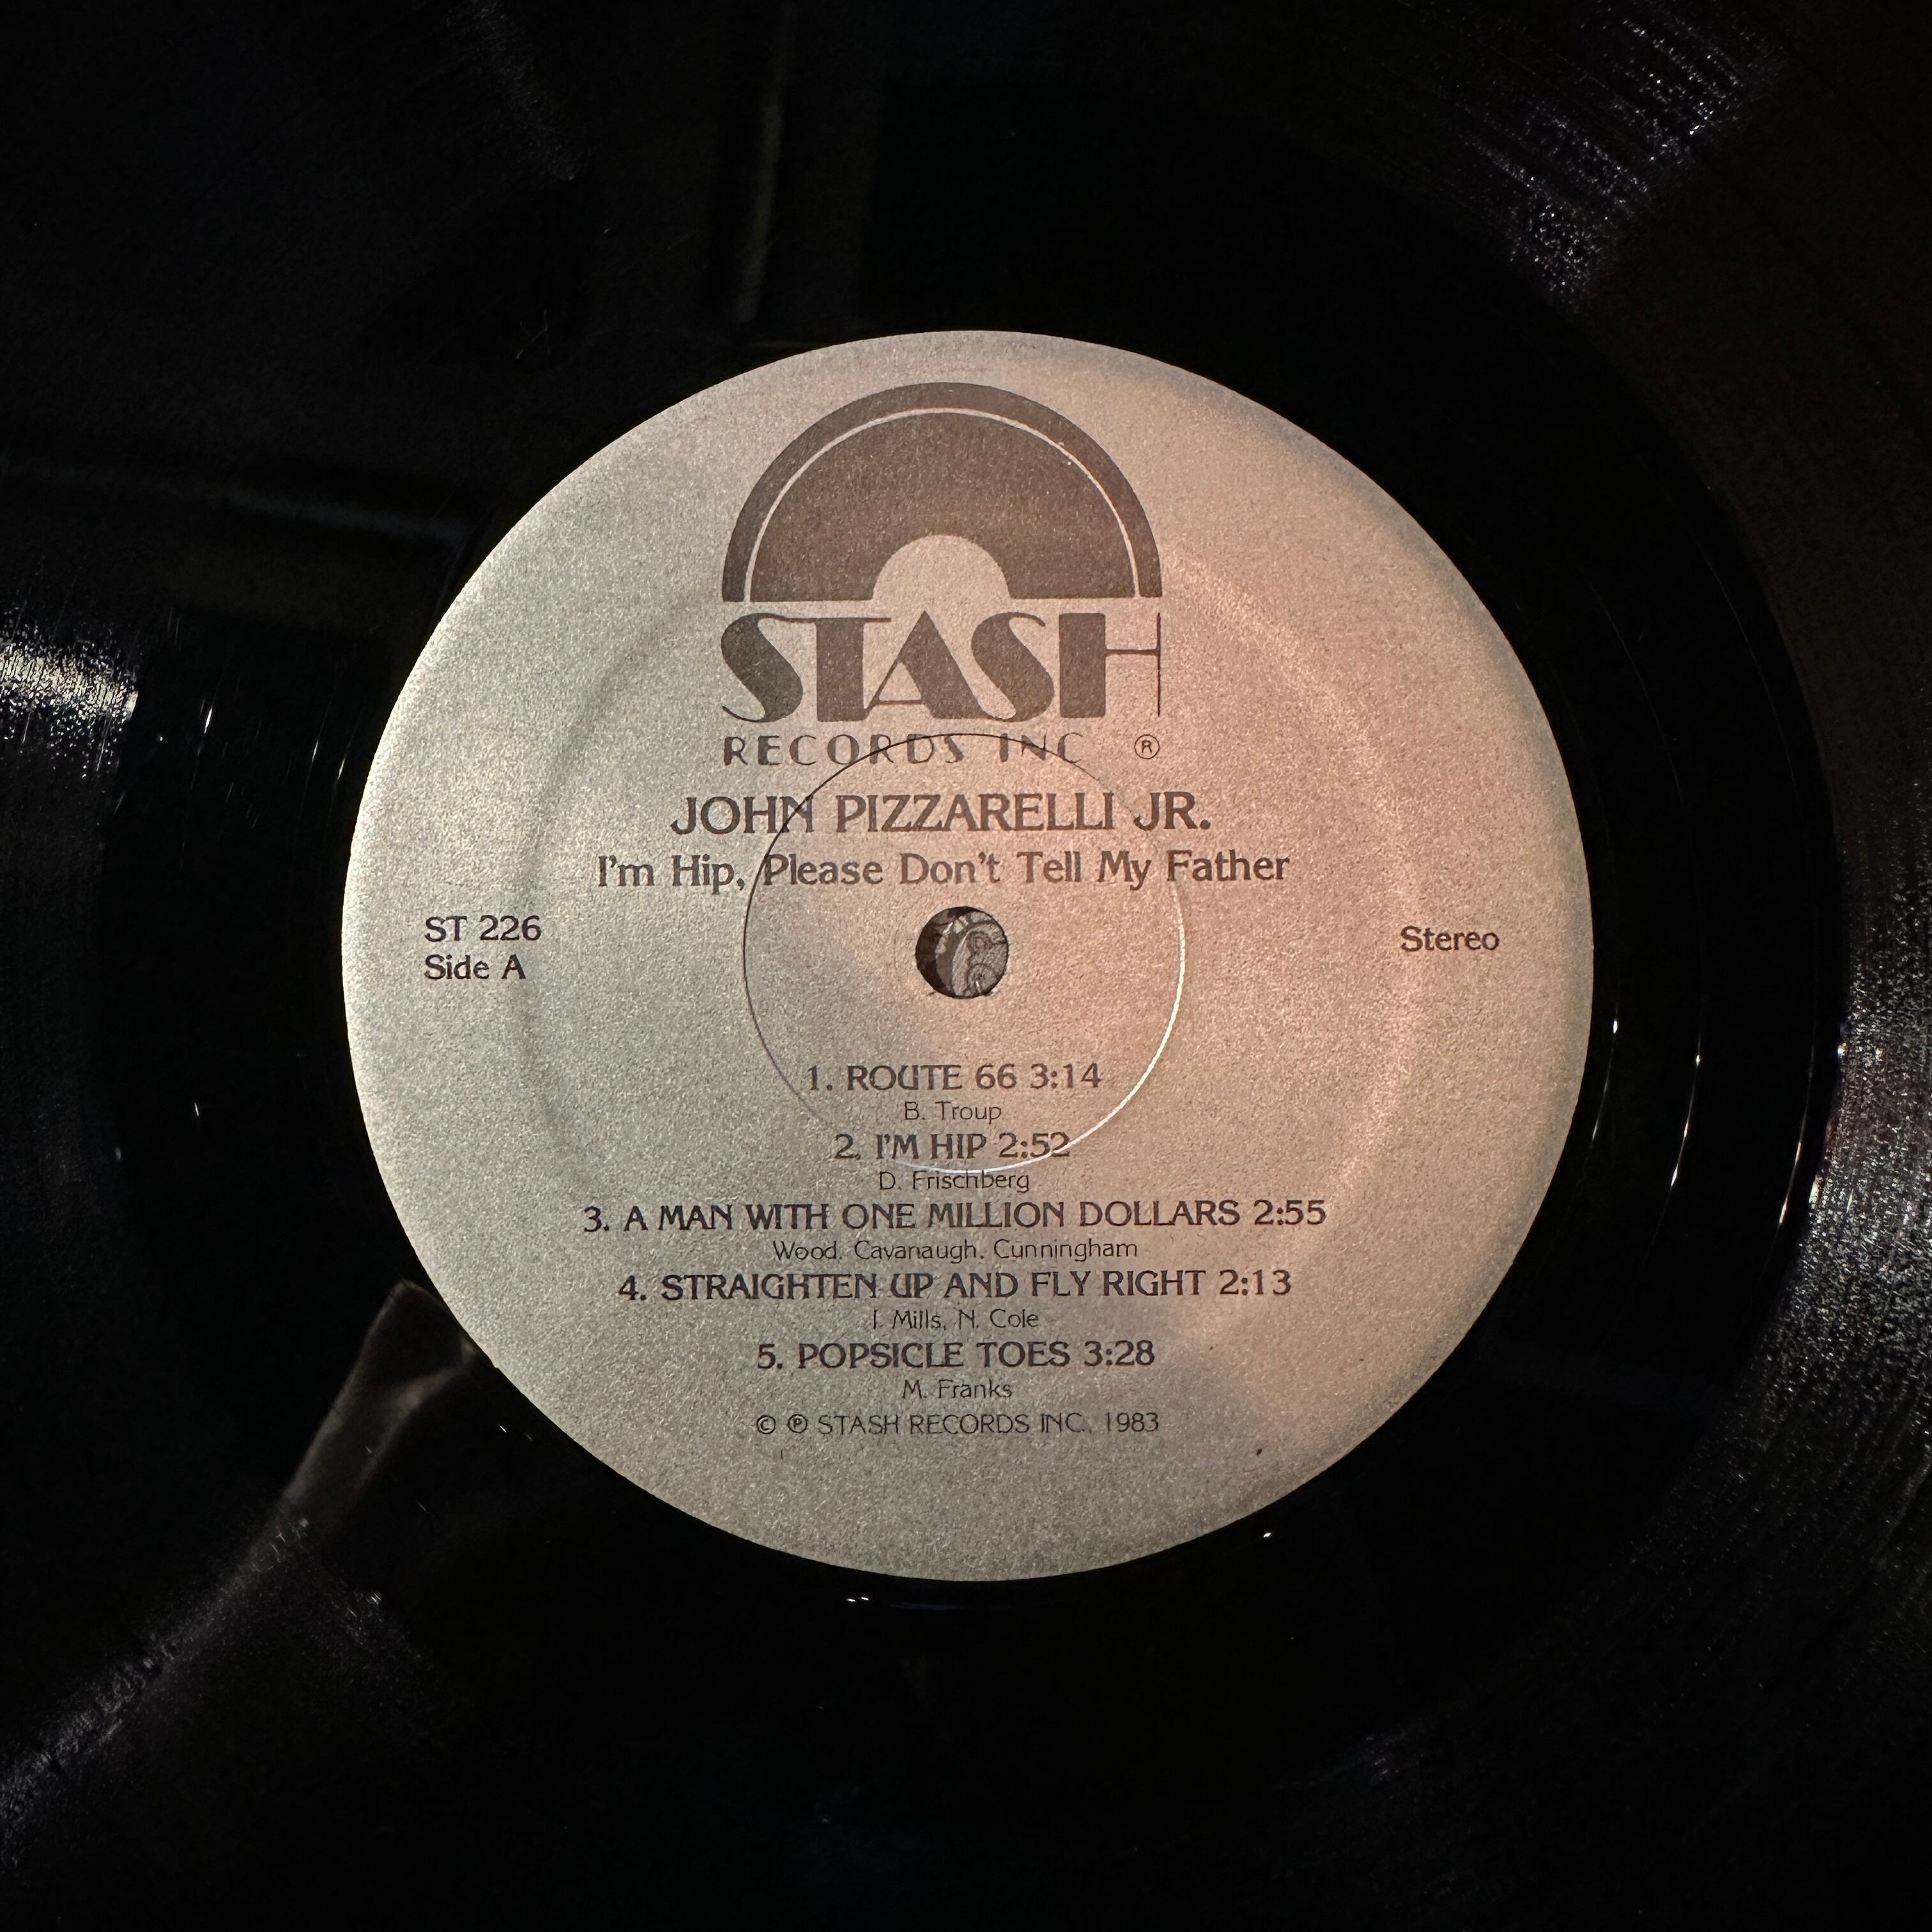 STASH
RECORDS INC ®
JOHN PIZZARELLI JR.
I'm Hip, Please Don't Tell My Father
ST 226
Side A
Stereo
1. ROUTE 66 3:14
B. Troup
2. I'M HIP 2:52
D. Frischberg
3. A MAN WITH ONE MILLION DOLLARS 2:55
Wood, Cavanaugh, Cunningham
4. STRAIGHTEN UP AND FLY RIGHT 2:13
I. Mills, N. Cole
5. POPSICLE TOES 3:28
M. Franks
© ℗ STASH RECORDS INC., 1983